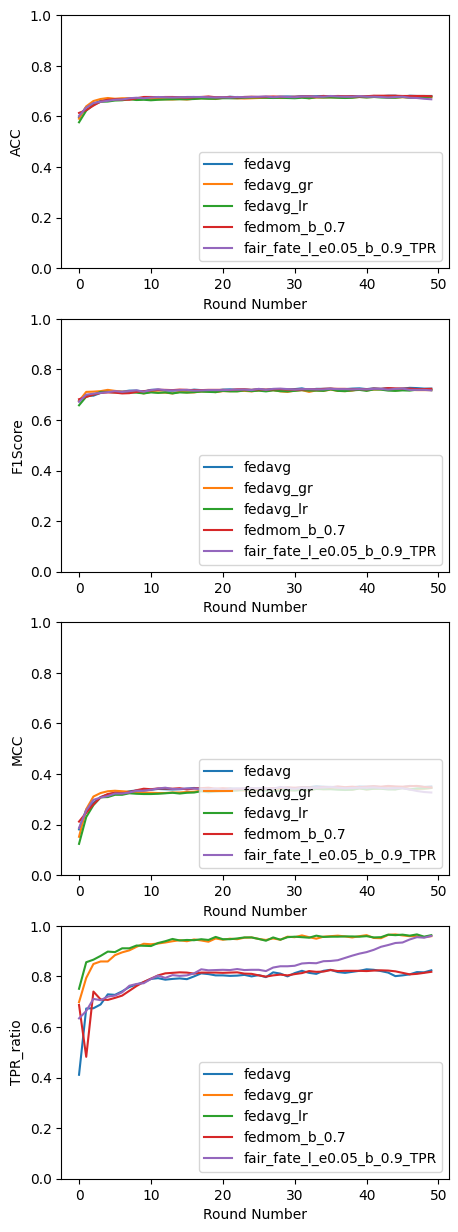 1.0
0.8
0.6
0.4
0.2
0.0
ACC
fedavg
fedavg_gr
fedavg_lr
fedmom_b_0.7
fair_fate_l_e0.05_b_0.9_TPR
0 10 20 30 40 50
Round Number
1.0
0.8
0.6
0.4
0.2
0.0
F1Score
fedavg
fedavg_gr
fedavg_lr
fedmom_b_0.7
fair_fate_l_e0.05_b_0.9_TPR
0 10 20 30 40 50
Round Number
1.0
0.8
0.6
0.4
0.2
0.0
MCC
fedavg
fedavg_gr
fedavg_lr
fedmom_b_0.7
fair_fate_l_e0.05_b_0.9_TPR
0 10 20 30 40 50
Round Number
1.0
0.8
0.6
0.4
0.2
0.0
TPR_ratio
fedavg
fedavg_gr
fedavg_lr
fedmom_b_0.7
fair_fate_l_e0.05_b_0.9_TPR
0 10 20 30 40 50
Round Number